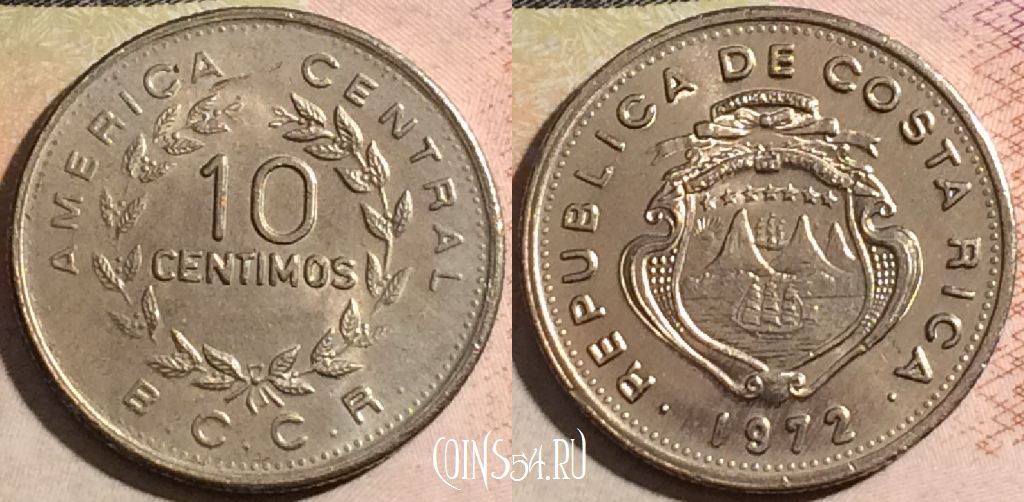 AMERICA CENTRAL
10
CENTIMOS
B.C.C.R.
REPUBLICA DE COSTA RICA
· 1972 ·
COINS54.RU